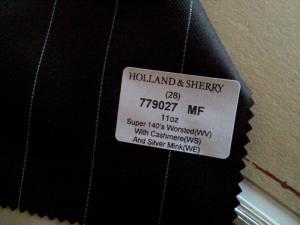 HOLLAND & SHERRY
(28)
779027 MF
11oz
Super 140's Worsted(WV)
With Cashmere(WS)
And Silver Mink(WE)